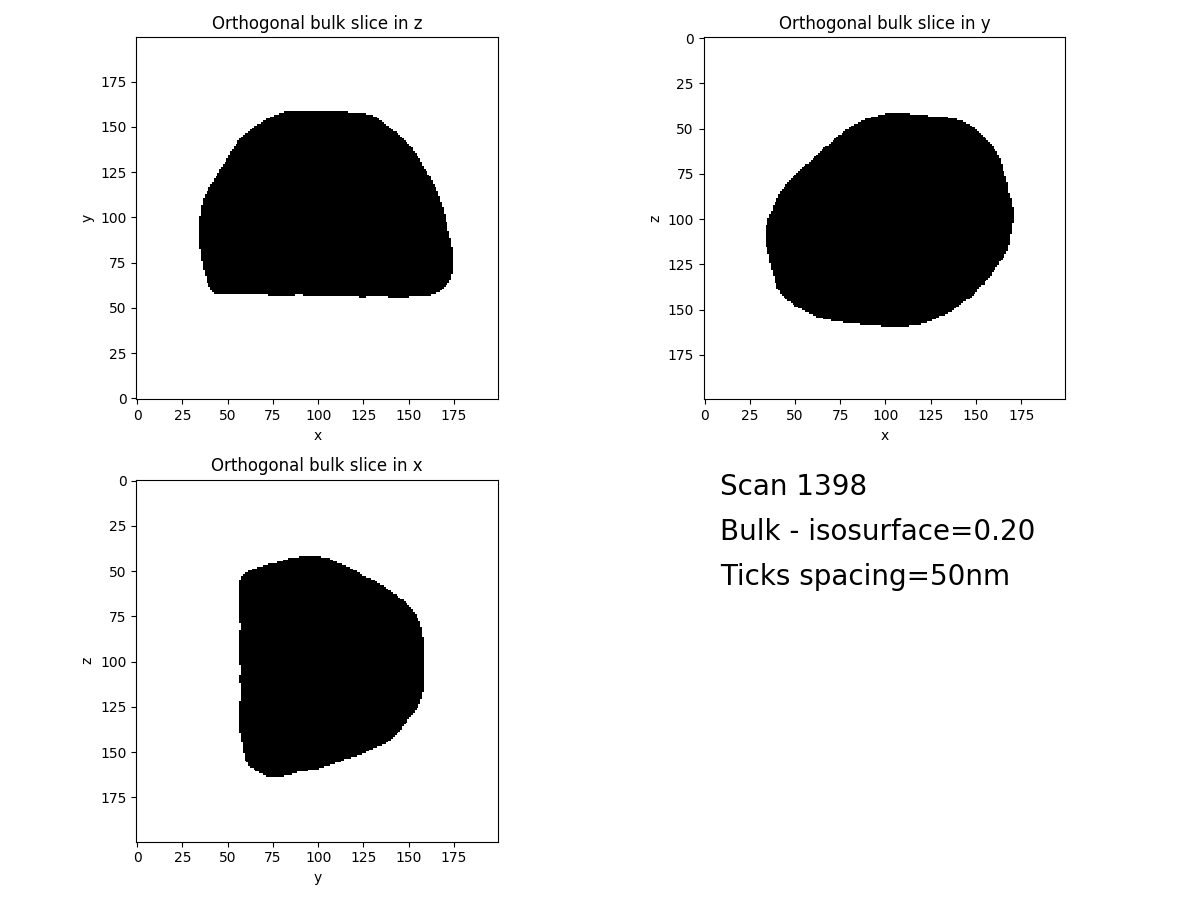 Orthogonal bulk slice in z
175
150
125
100
75
50
25
0
y
0 25 50 75 100 125 150 175
x
Orthogonal bulk slice in y
0
25
50
75
100
125
150
175
z
0 25 50 75 100 125 150 175
x
Orthogonal bulk slice in x
0
25
50
75
100
125
150
175
z
0 25 50 75 100 125 150 175
y
Scan 1398
Bulk - isosurface=0.20
Ticks spacing=50nm